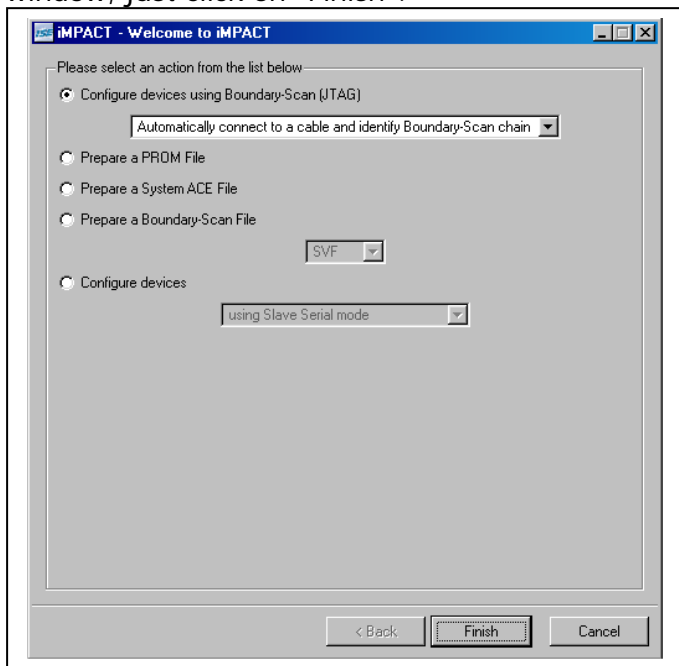 window, just click on "Finish".
iMPACT - Welcome to iMPACT
Please select an action from the list below
Configure devices using Boundary-Scan (JTAG)
Automatically connect to a cable and identify Boundary-Scan chain
Prepare a PROM File
Prepare a System ACE File
Prepare a Boundary-Scan File
SVF
Configure devices
using Slave Serial mode
< Back
Finish
Cancel